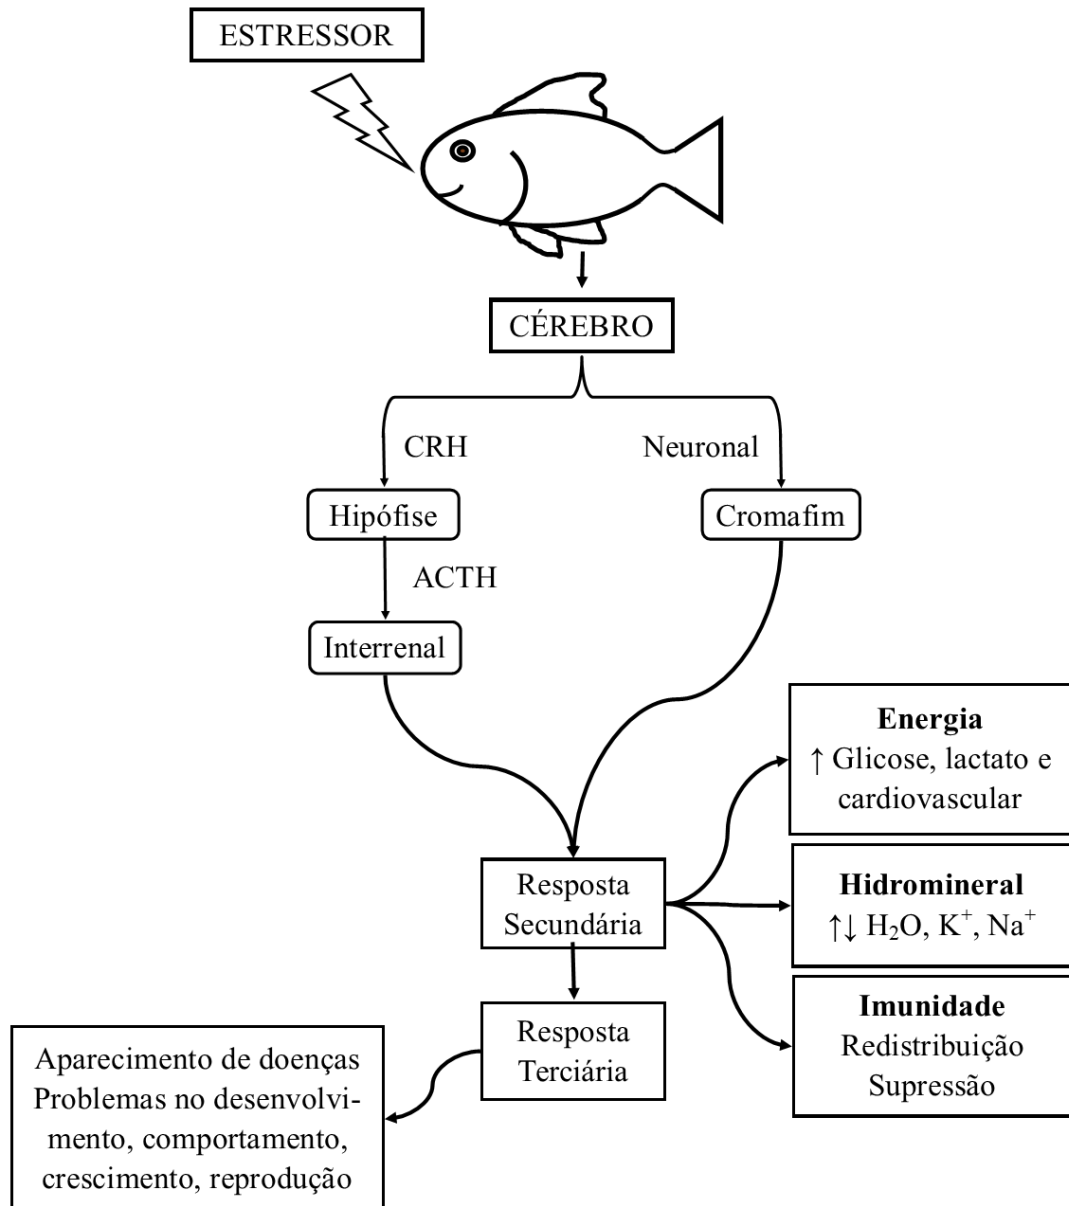 ESTRESSOR
CÉREBRO
CRH
Neuronal
Hipófise
Cromafim
ACTH
Interrenal
Energia
↑ Glicose, lactato e
cardiovascular
Resposta
Secundária
Hidromineral
↑↓ H₂O, K⁺, Na⁺
Imunidade
Redistribuição
Supressão
Resposta
Terciária
Aparecimento de doenças
Problemas no desenvolvi-
mento, comportamento,
crescimento, reprodução